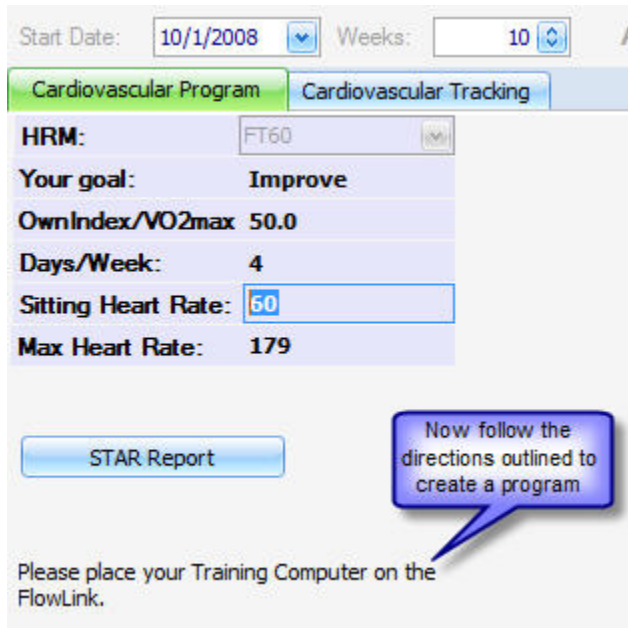 Start Date: 10/1/2008 Weeks: 10
Cardiovascular Program Cardiovascular Tracking
HRM: FT60
Your goal: Improve
OwnIndex/VO2max 50.0
Days/Week: 4
Sitting Heart Rate: 60
Max Heart Rate: 179
Now follow the
directions outlined to
create a program
STAR Report
Please place your Training Computer on the
FlowLink.